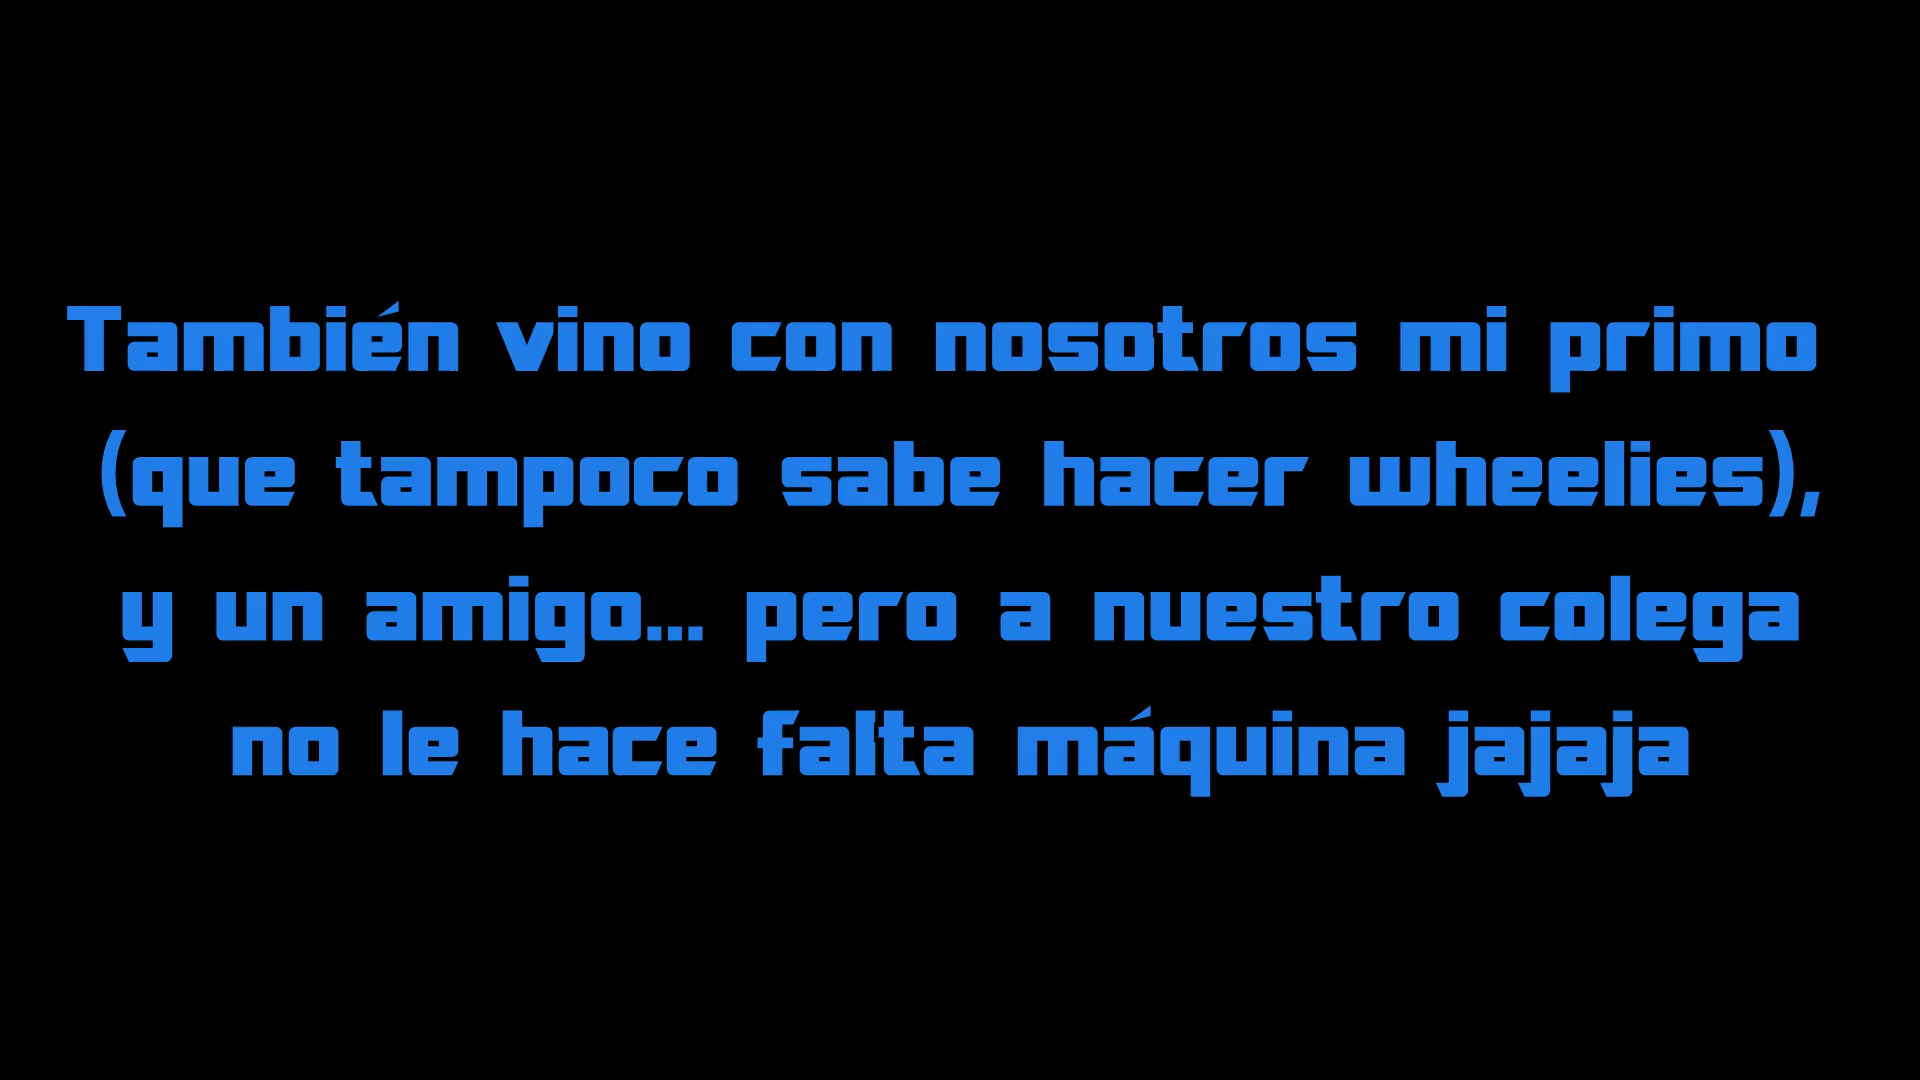 También vino con nosotros mi primo
(que tampoco sabe hacer wheelies),
y un amigo... pero a nuestro colega
no le hace falta máquina jajaja